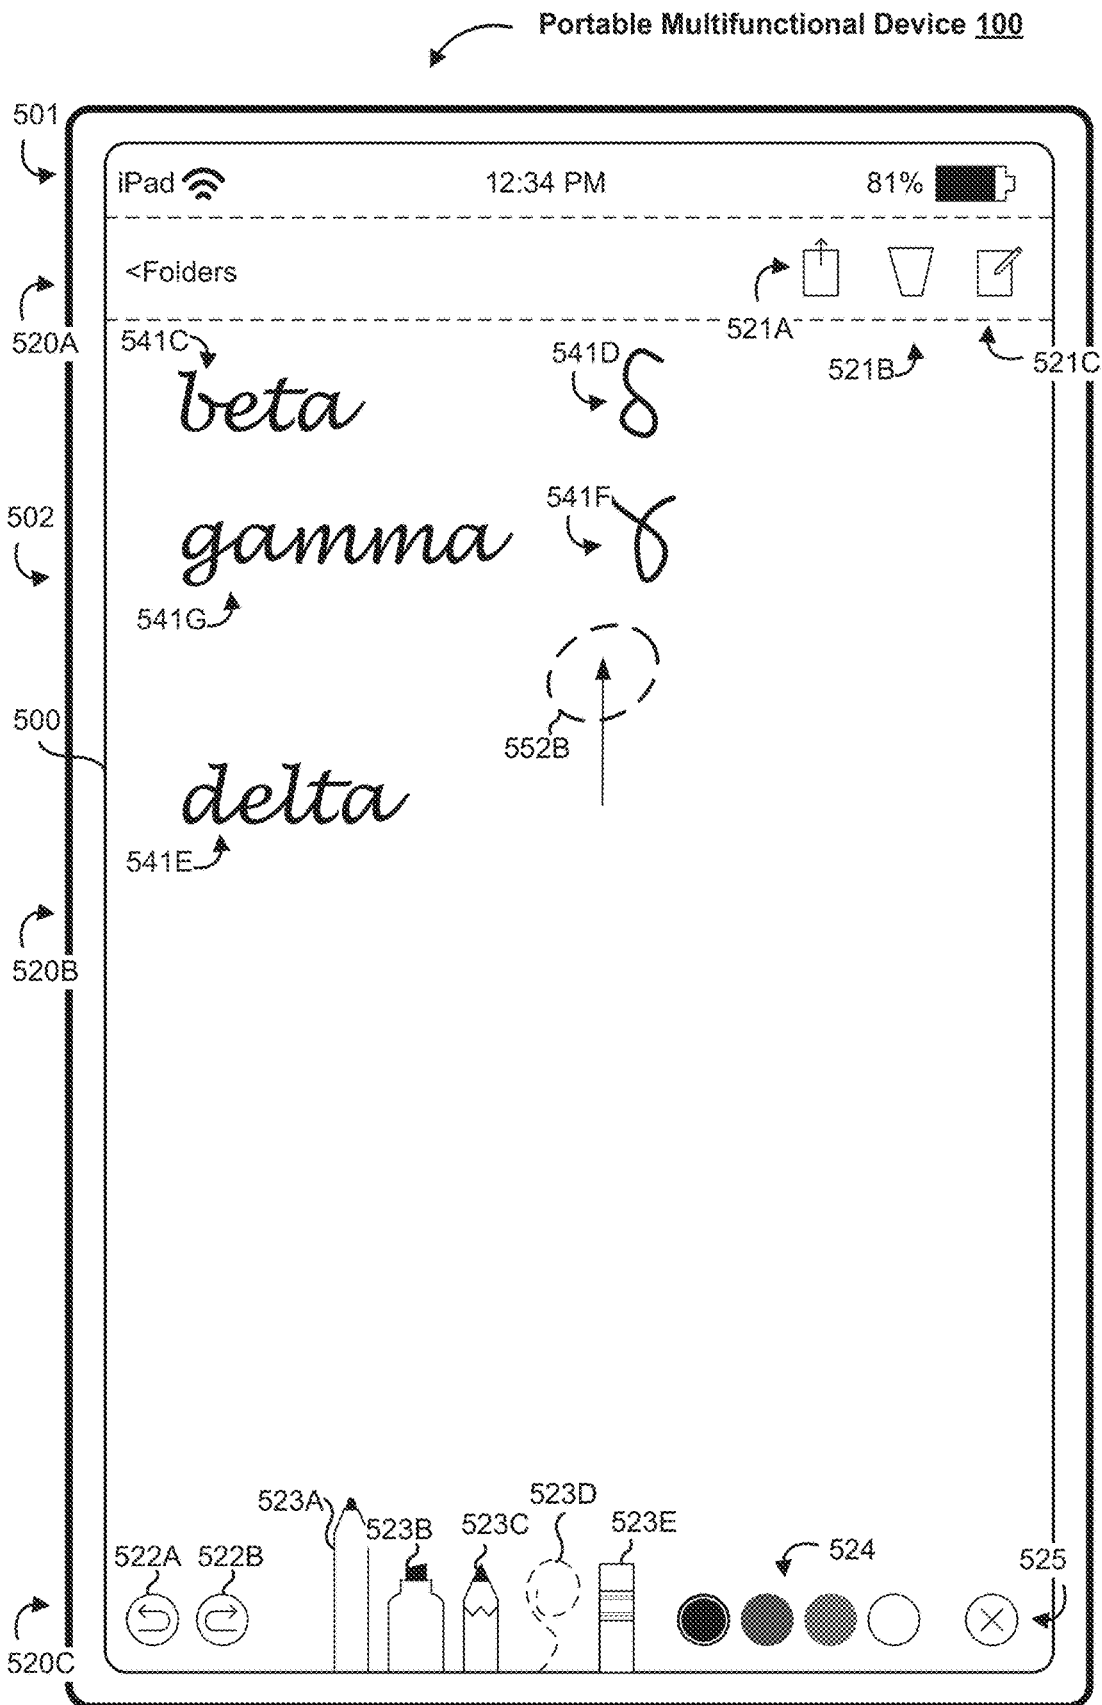 Portable Multifunctional Device 100
501
iPad 12:34 PM 81%
<Folders
520A
521A
521B
521C
541C
541D
beta δ
502
541F
gamma γ
541G
500
552B
delta
541E
520B
523A
523B
523C
523D
523E
522A 522B
524
525
520C